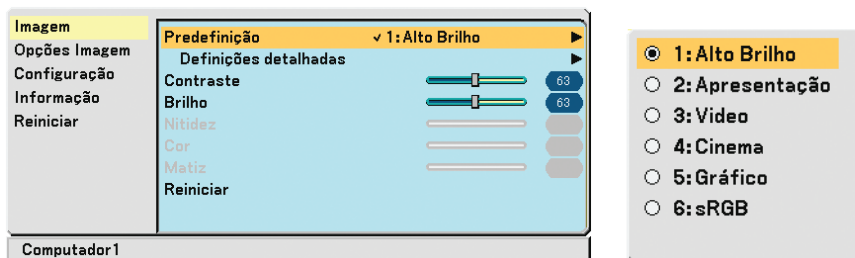 Imagem
Opções Imagem
Configuração
Informação
Reiniciar
Predefinição ✓ 1:Alto Brilho
Definições detalhadas
Contraste 63
Brilho 63
Nitidez
Cor
Matiz
Reiniciar
Computador1
1:Alto Brilho
2:Apresentação
3:Video
4:Cinema
5:Gráfico
6:sRGB